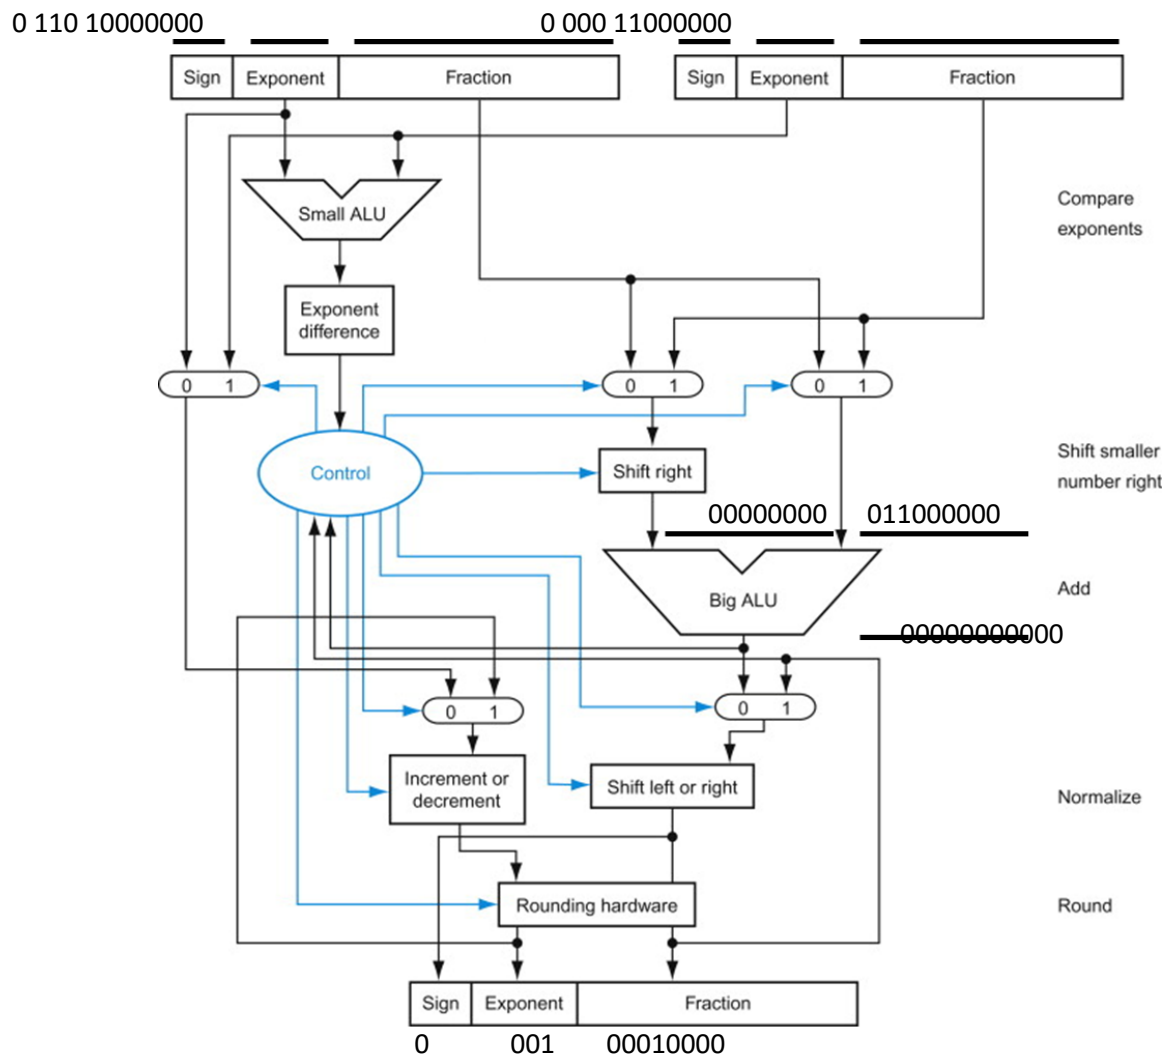 0 110 10000000 0 000 11000000
Sign Exponent Fraction Sign Exponent Fraction
Small ALU
Compare
exponents
Exponent
difference
0 1 0 1 0 1
Control
Shift right
Shift smaller
number right
00000000 011000000
Big ALU
Add
00000000000
0 1 0 1
Increment or
decrement
Shift left or right
Normalize
Rounding hardware
Round
Sign Exponent Fraction
0 001 00010000